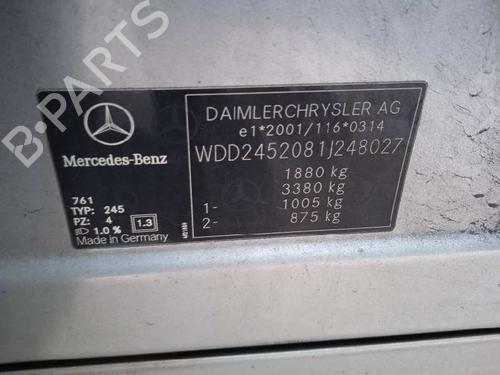 B-PARTS
Mercedes-Benz
761
TYP: 245
PZ: 4
1.0 %
1.3
Made in Germany
DAIMLERCHRYSLER AG
e1*2001/116*0314
WDD2452081J248027
1880 kg
3380 kg
1- 1005 kg
2- 875 kg